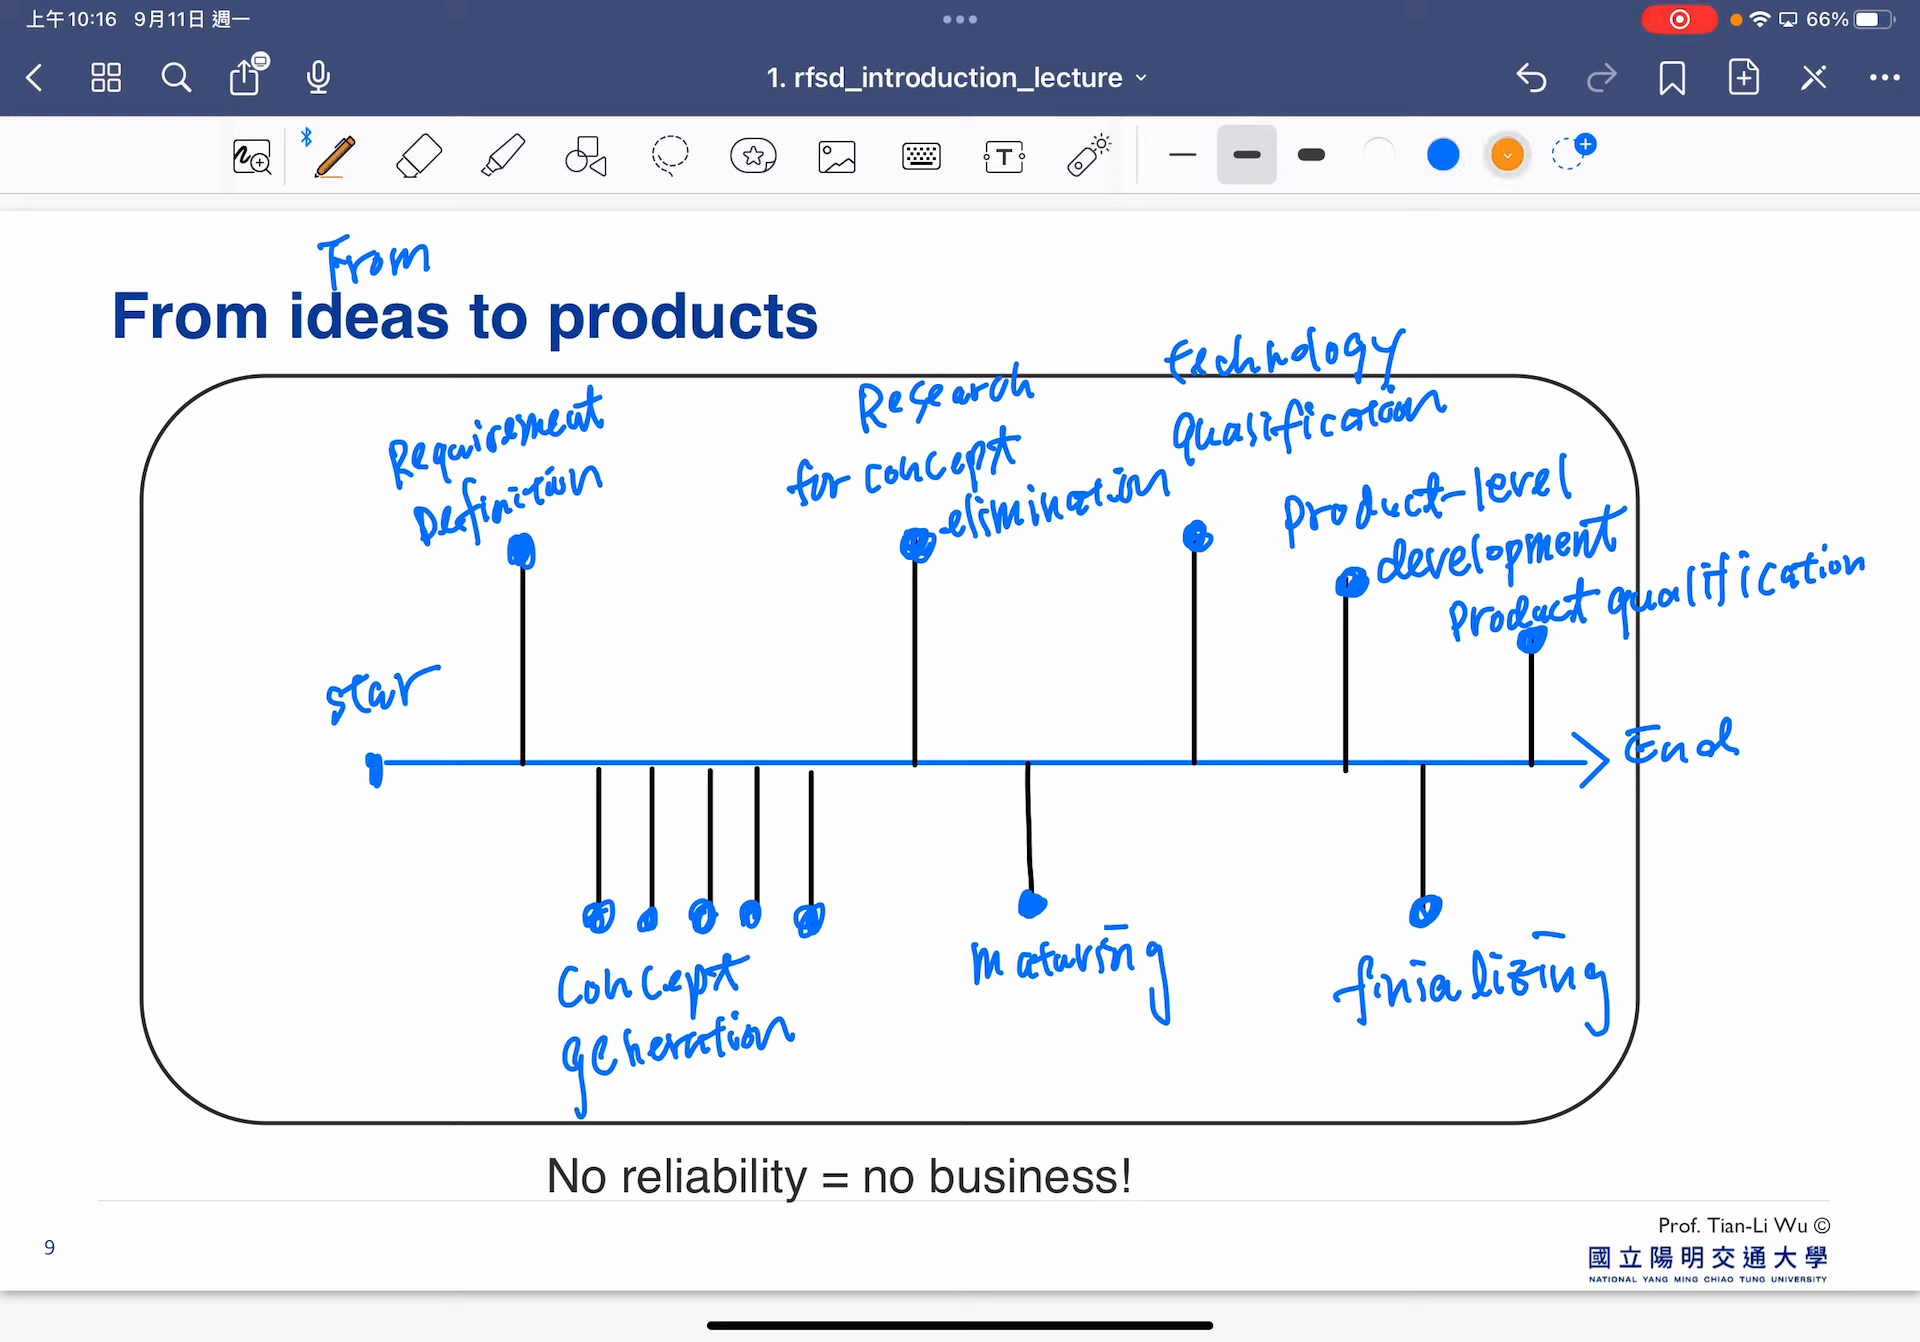 上午10:16 9月11日 週一
66%
1. rfsd_introduction_lecture
T
From
From ideas to products
Requirement
Definition
Research
for concept
elimination
technology
qualification
Product-level
development
Product qualification
star
End
Concept
generation
maturing
finializing
No reliability = no business!
Prof. Tian-Li Wu ©
9
國立陽明交通大學
NATIONAL YANG MING CHIAO TUNG UNIVERSITY